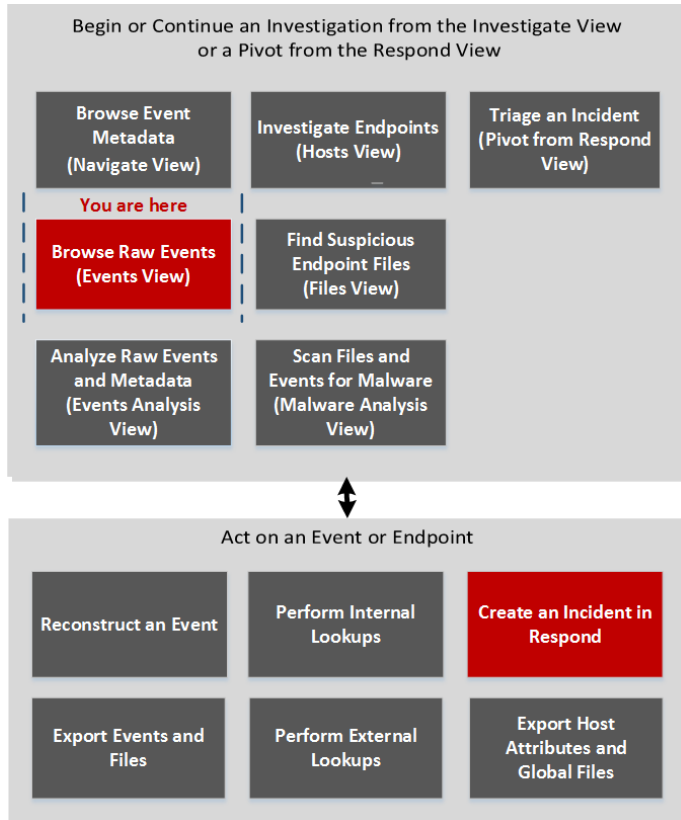 Begin or Continue an Investigation from the Investigate View
or a Pivot from the Respond View
Browse Event
Metadata
(Navigate View)
Investigate Endpoints
(Hosts View)
Triage an Incident
(Pivot from Respond
View)
You are here
Browse Raw Events
(Events View)
Find Suspicious
Endpoint Files
(Files View)
Analyze Raw Events
and Metadata
(Events Analysis
View)
Scan Files and
Events for Malware
(Malware Analysis
View)
Act on an Event or Endpoint
Reconstruct an Event
Perform Internal
Lookups
Create an Incident in
Respond
Export Events and
Files
Perform External
Lookups
Export Host
Attributes and
Global Files